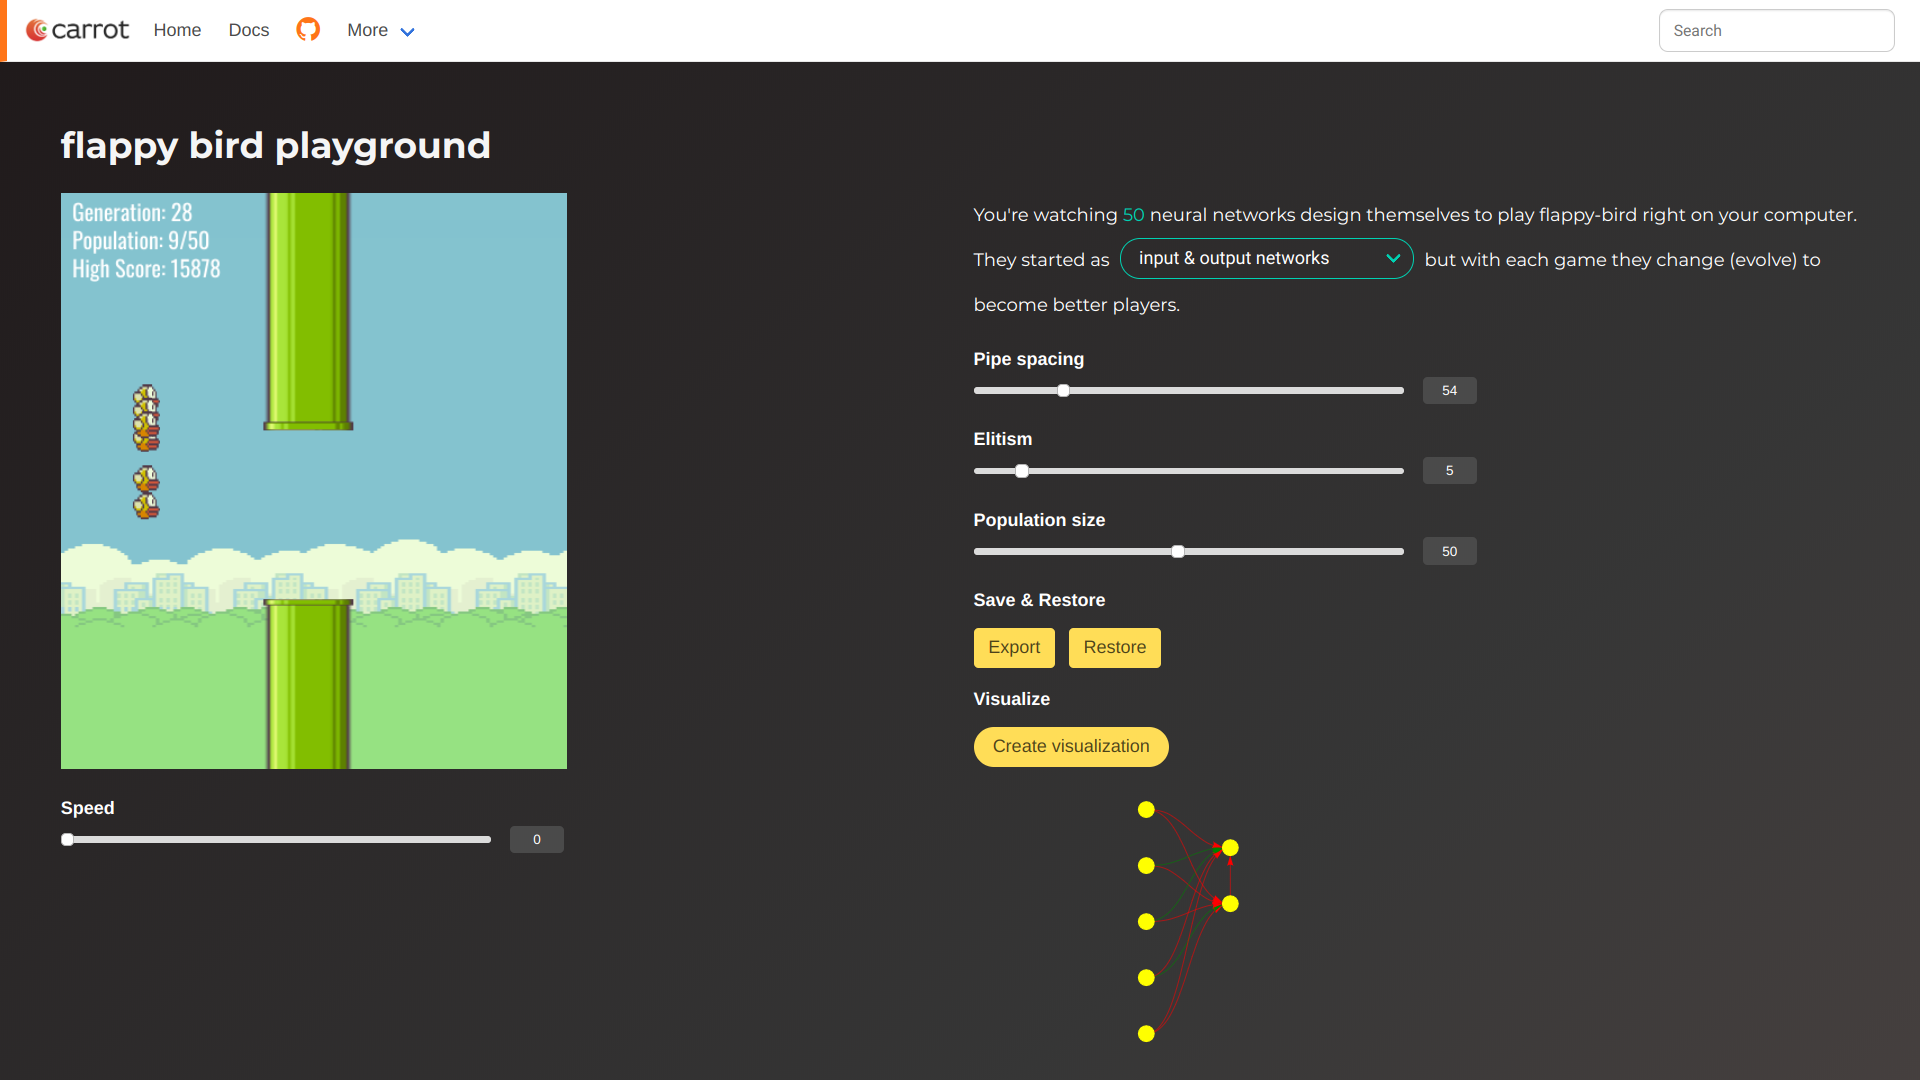 carrot
Home
Docs
More
Search
flappy bird playground
Generation: 28
Population: 9/50
High Score: 15878
Speed
0
You're watching 50 neural networks design themselves to play flappy-bird right on your computer.
They started as input & output networks but with each game they change (evolve) to
become better players.
Pipe spacing
54
Elitism
5
Population size
50
Save & Restore
Export
Restore
Visualize
Create visualization